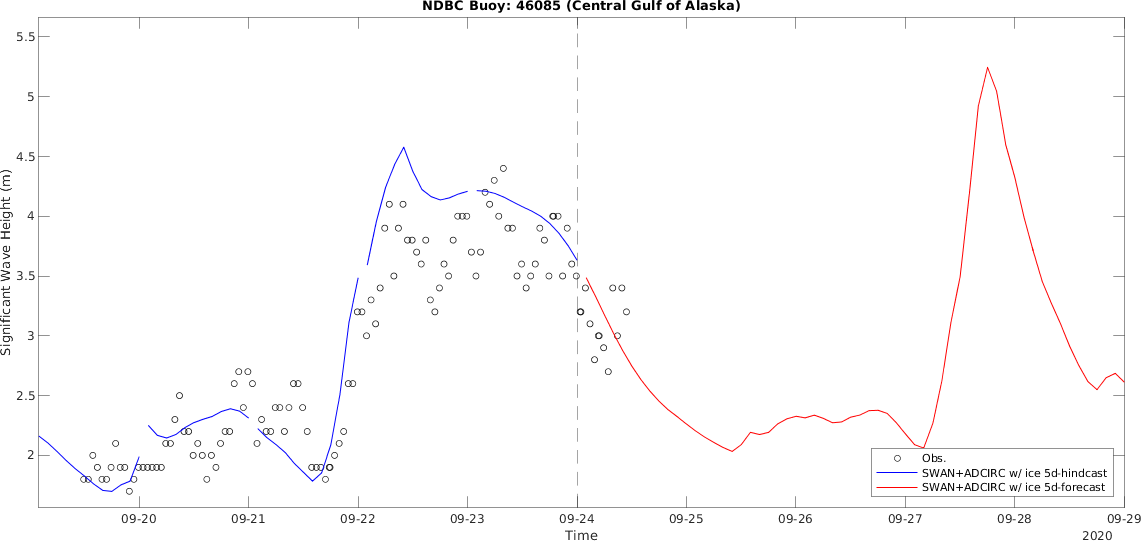 NDBC Buoy: 46085 (Central Gulf of Alaska)
5.5
5
4.5
4
3.5
3
2.5
2
Significant Wave Height (m)
Obs.
SWAN+ADCIRC w/ ice 5d-hindcast
SWAN+ADCIRC w/ ice 5d-forecast
09-20 09-21 09-22 09-23 09-24 09-25 09-26 09-27 09-28 09-29
Time
2020